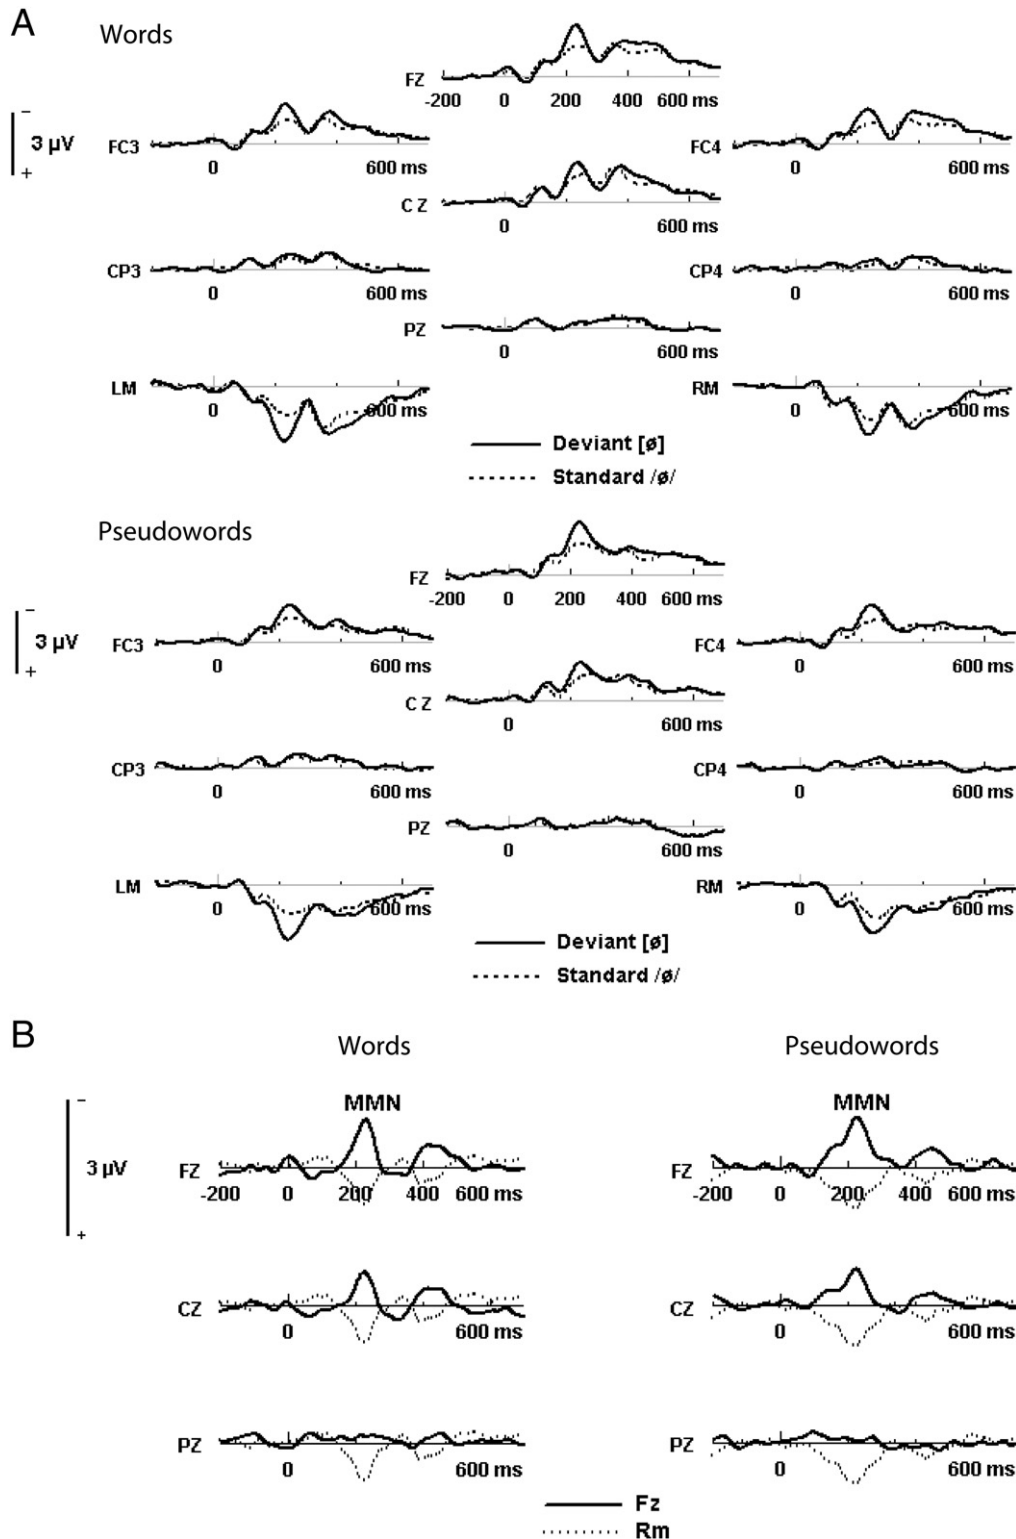 A
Words
FZ
-200 0 200 400 600 ms
−
3 µV
+
FC3
0 600 ms
FC4
0 600 ms
C Z
0 600 ms
CP3
0 600 ms
CP4
0 600 ms
PZ
0 600 ms
LM
0 600 ms
RM
0 600 ms
Deviant [ø]
Standard /ø/
Pseudowords
FZ
-200 0 200 400 600 ms
−
3 µV
+
FC3
0 600 ms
FC4
0 600 ms
C Z
0 600 ms
CP3
0 600 ms
CP4
0 600 ms
PZ
0 600 ms
LM
0 600 ms
RM
0 600 ms
Deviant [ø]
Standard /ø/
B
Words Pseudowords
−
3 µV
+
MMN MMN
FZ FZ
-200 0 200 400 600 ms -200 0 200 400 600 ms
CZ CZ
0 600 ms 0 600 ms
PZ PZ
0 600 ms 0 600 ms
Fz
Rm